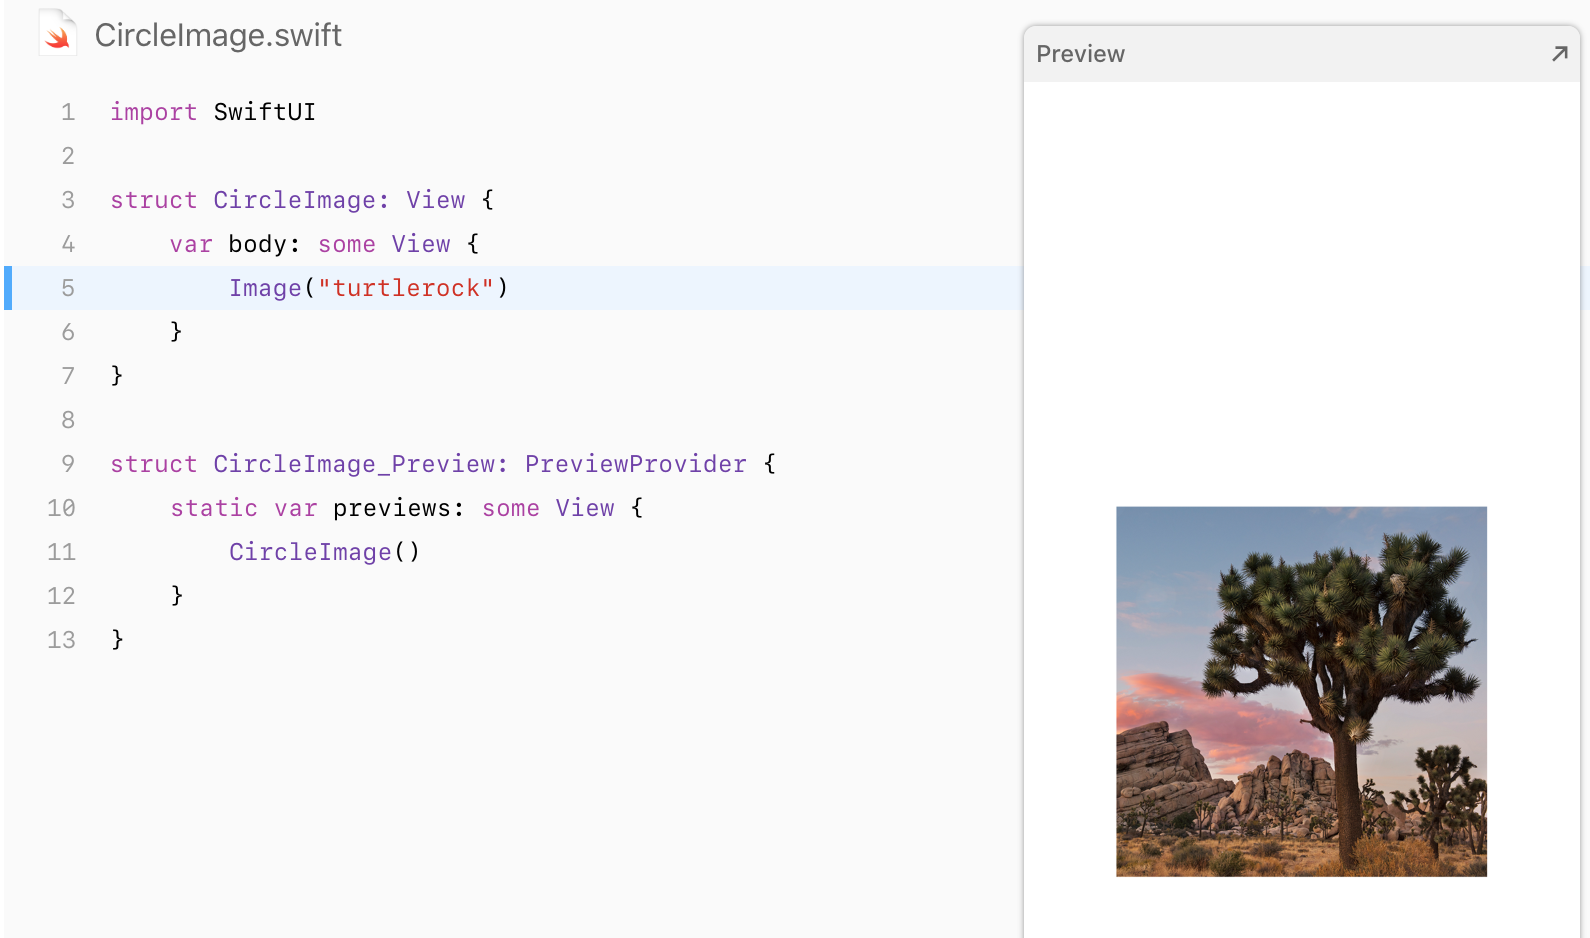 CircleImage.swift
Preview
1 import SwiftUI
2
3 struct CircleImage: View {
4     var body: some View {
5         Image("turtlerock")
6     }
7 }
8
9 struct CircleImage_Preview: PreviewProvider {
10     static var previews: some View {
11         CircleImage()
12     }
13 }